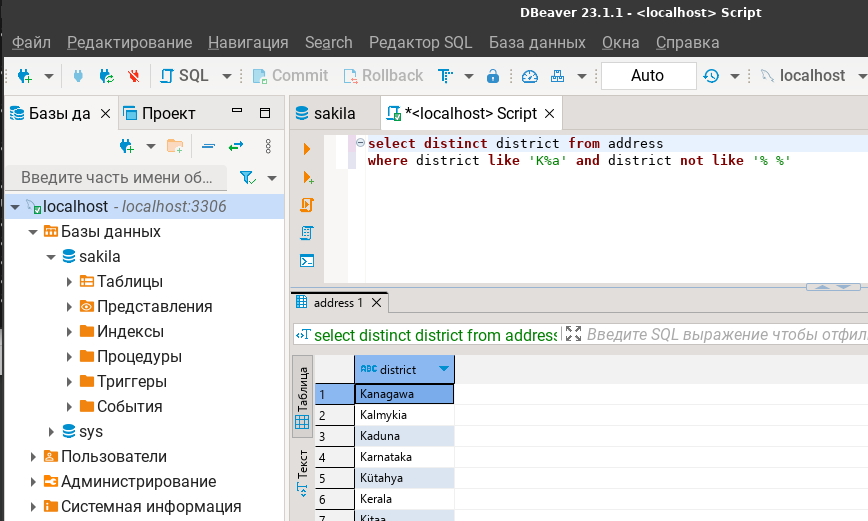 DBeaver 23.1.1 - <localhost> Script
Файл Редактирование Навигация Search Редактор SQL База данных Окна Справка
SQL Commit Rollback Auto localhost
Базы да Проект
Введите часть имени об...
localhost - localhost:3306
Базы данных
sakila
Таблицы
Представления
Индексы
Процедуры
Триггеры
События
sys
Пользователи
Администрирование
Системная информация
sakila *<localhost> Script
select distinct district from address
where district like 'K%a' and district not like '% %'
address 1
select distinct district from address Введите SQL выражение чтобы отфил
Таблица
Текст
ABC district
1 Kanagawa
2 Kalmykia
3 Kaduna
4 Karnataka
5 Kütahya
6 Kerala
7 Kitaa